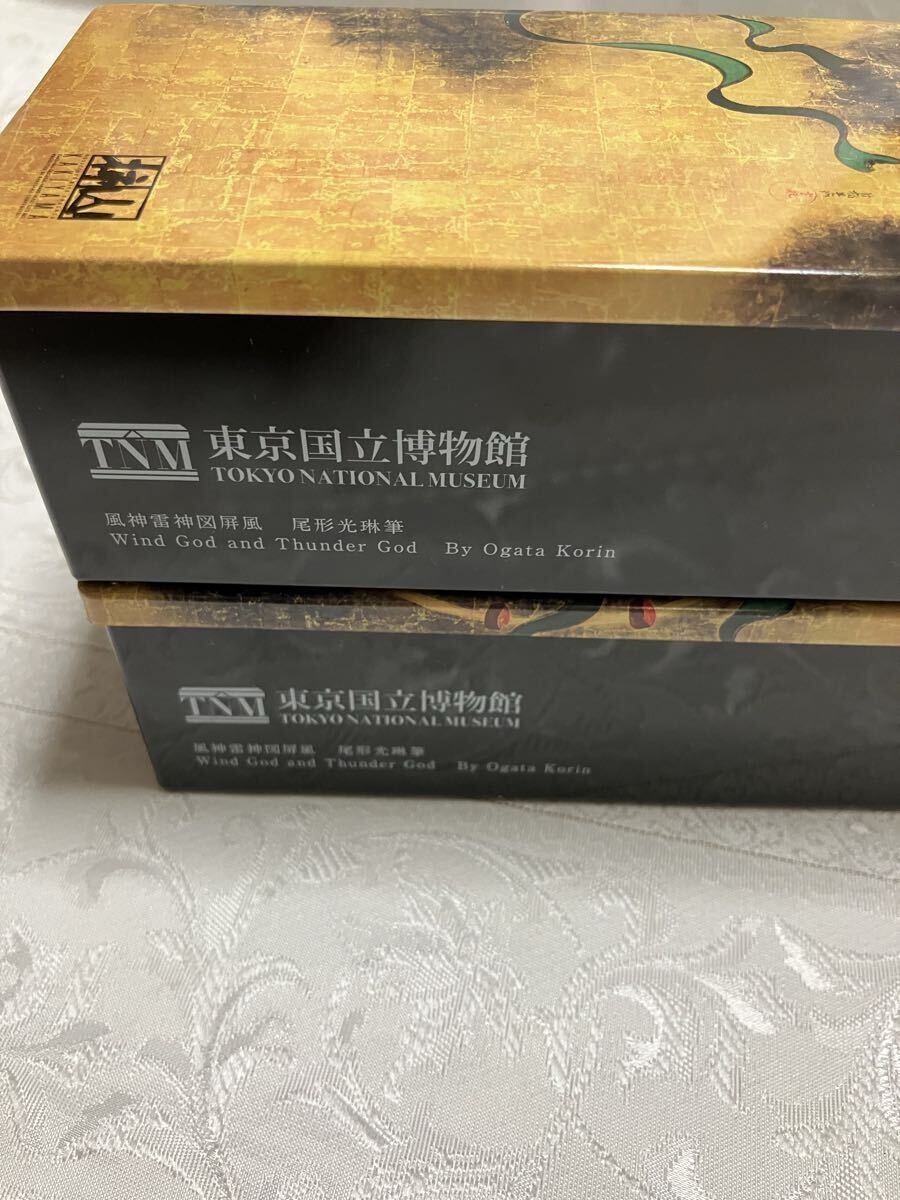 柿山
KAKIYAMA
TNM 東京国立博物館
TOKYO NATIONAL MUSEUM
風神雷神図屏風　尾形光琳筆
Wind God and Thunder God　By Ogata Korin
TNM 東京国立博物館
TOKYO NATIONAL MUSEUM
風神雷神図屏風　尾形光琳筆
Wind God and Thunder God　By Ogata Korin